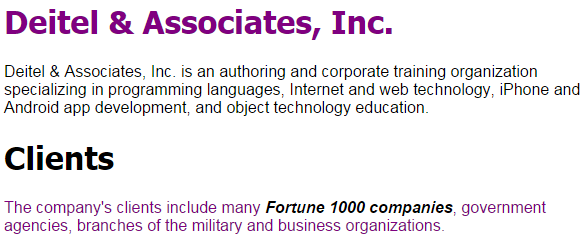 Deitel & Associates, Inc.
Deitel & Associates, Inc. is an authoring and corporate training organization
specializing in programming languages, Internet and web technology, iPhone and
Android app development, and object technology education.
Clients
The company's clients include many Fortune 1000 companies, government
agencies, branches of the military and business organizations.